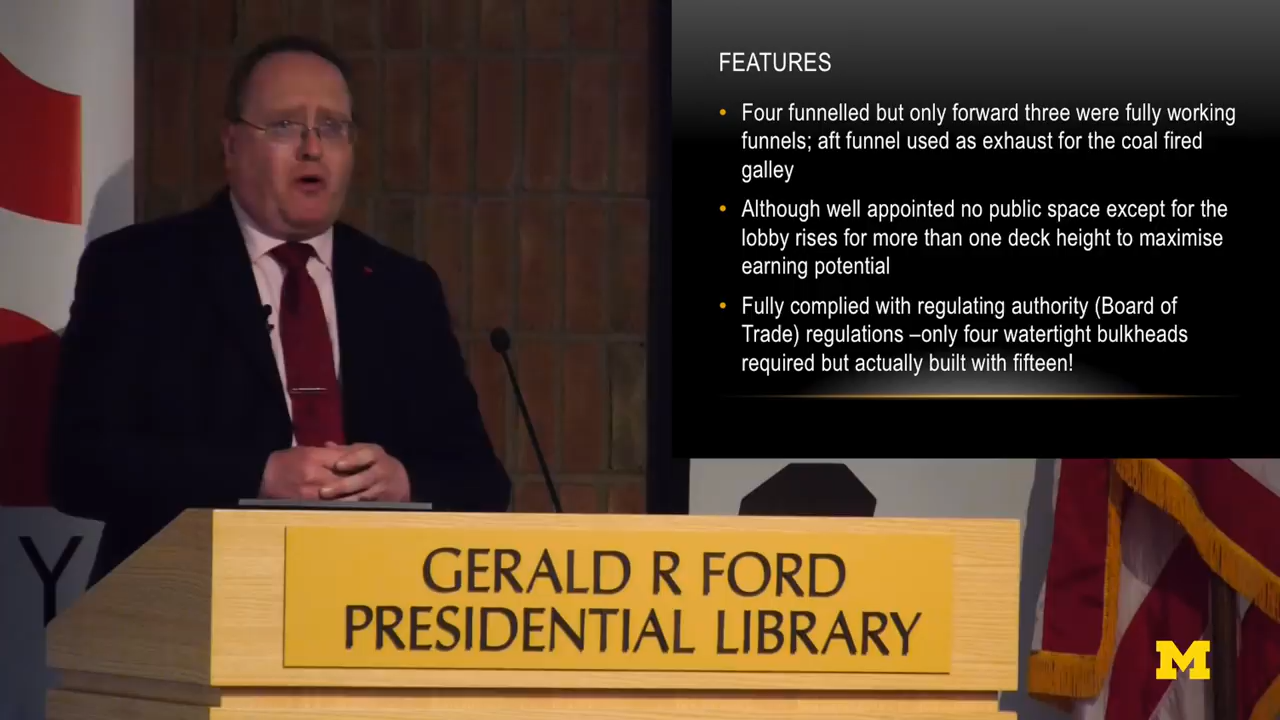 FEATURES
• Four funnelled but only forward three were fully working
funnels; aft funnel used as exhaust for the coal fired
galley
• Although well appointed no public space except for the
lobby rises for more than one deck height to maximise
earning potential
• Fully complied with regulating authority (Board of
Trade) regulations –only four watertight bulkheads
required but actually built with fifteen!
Y
GERALD R FORD
PRESIDENTIAL LIBRARY
M